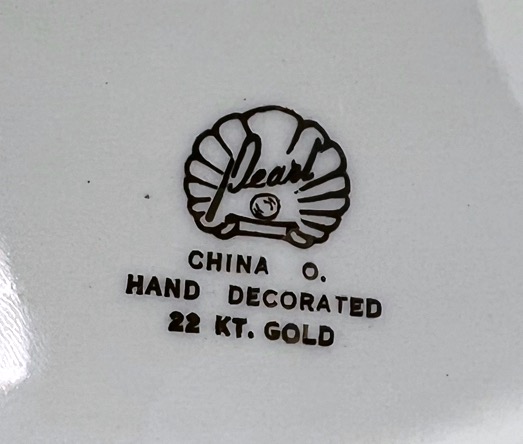 Pearl
CHINA O.
HAND DECORATED
22 KT. GOLD